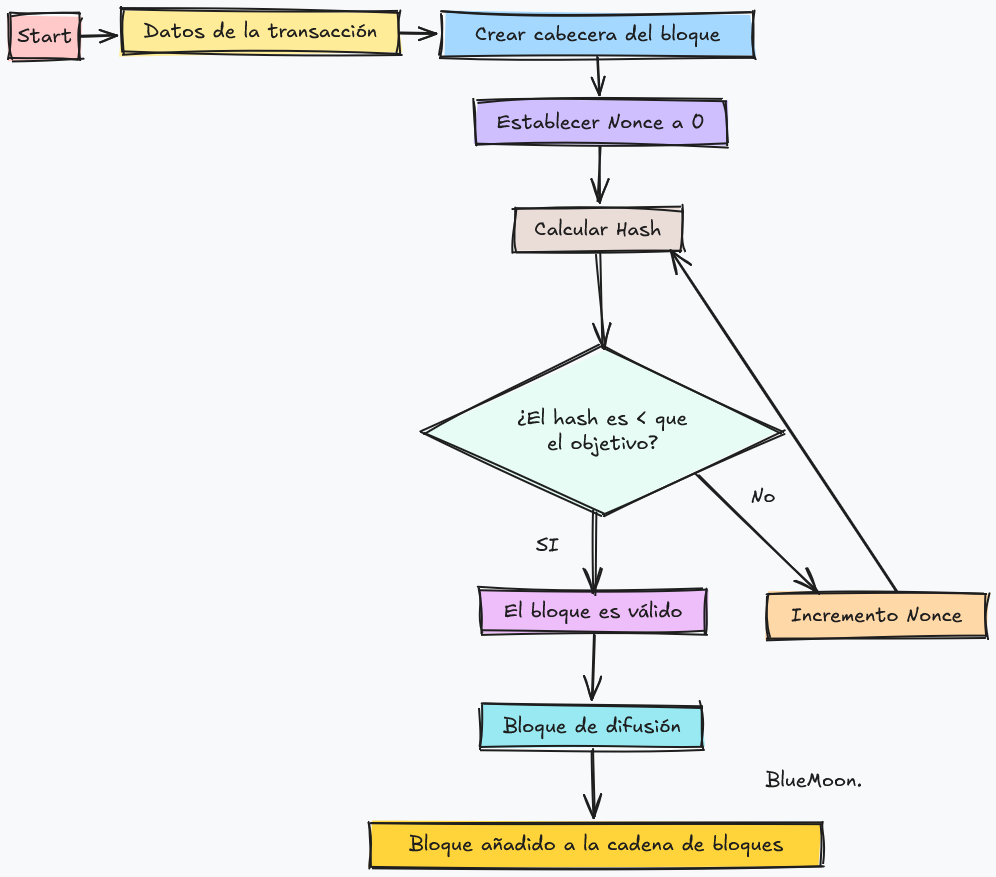 Start
Datos de la transacción
Crear cabecera del bloque
Establecer Nonce a 0
Calcular Hash
¿El hash es < que
el objetivo?
No
SI
El bloque es válido
Incremento Nonce
Bloque de difusión
BlueMoon.
Bloque añadido a la cadena de bloques